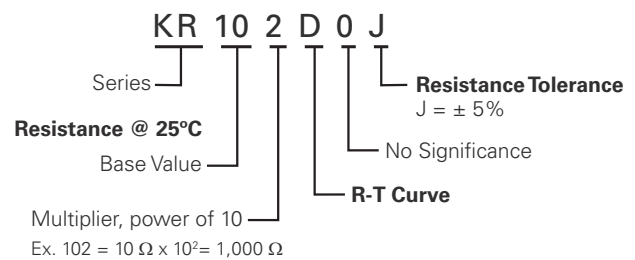 KR 10 2 D 0 J
Series
Resistance Tolerance
J = ± 5%
Resistance @ 25ºC
Base Value
No Significance
R-T Curve
Multiplier, power of 10
Ex. 102 = 10 Ω x 10²= 1,000 Ω